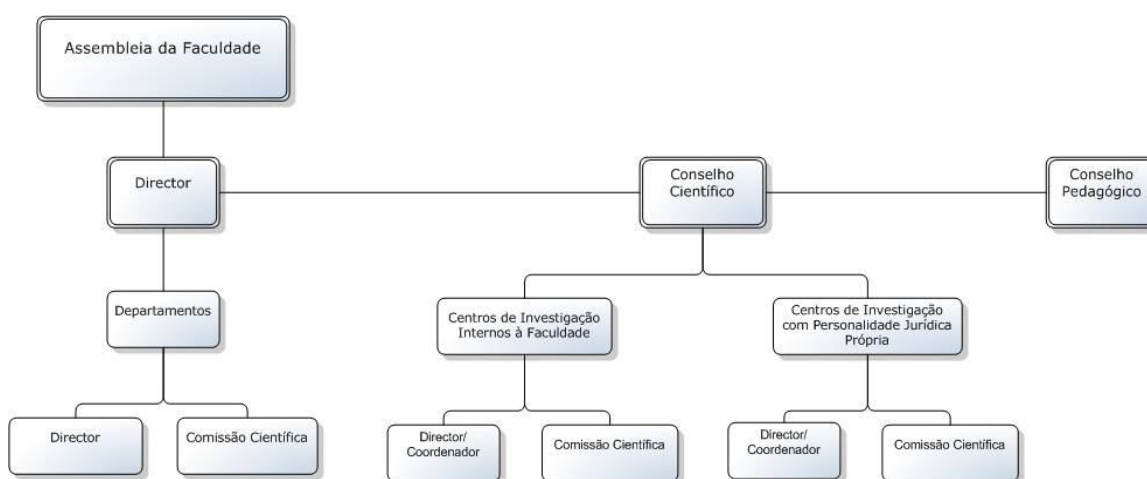 Assembleia da Faculdade
Director
Conselho
Científico
Conselho
Pedagógico
Departamentos
Centros de Investigação
Internos à Faculdade
Centros de Investigação
com Personalidade Jurídica
Própria
Director
Comissão Científica
Director/
Coordenador
Comissão Científica
Director/
Coordenador
Comissão Científica